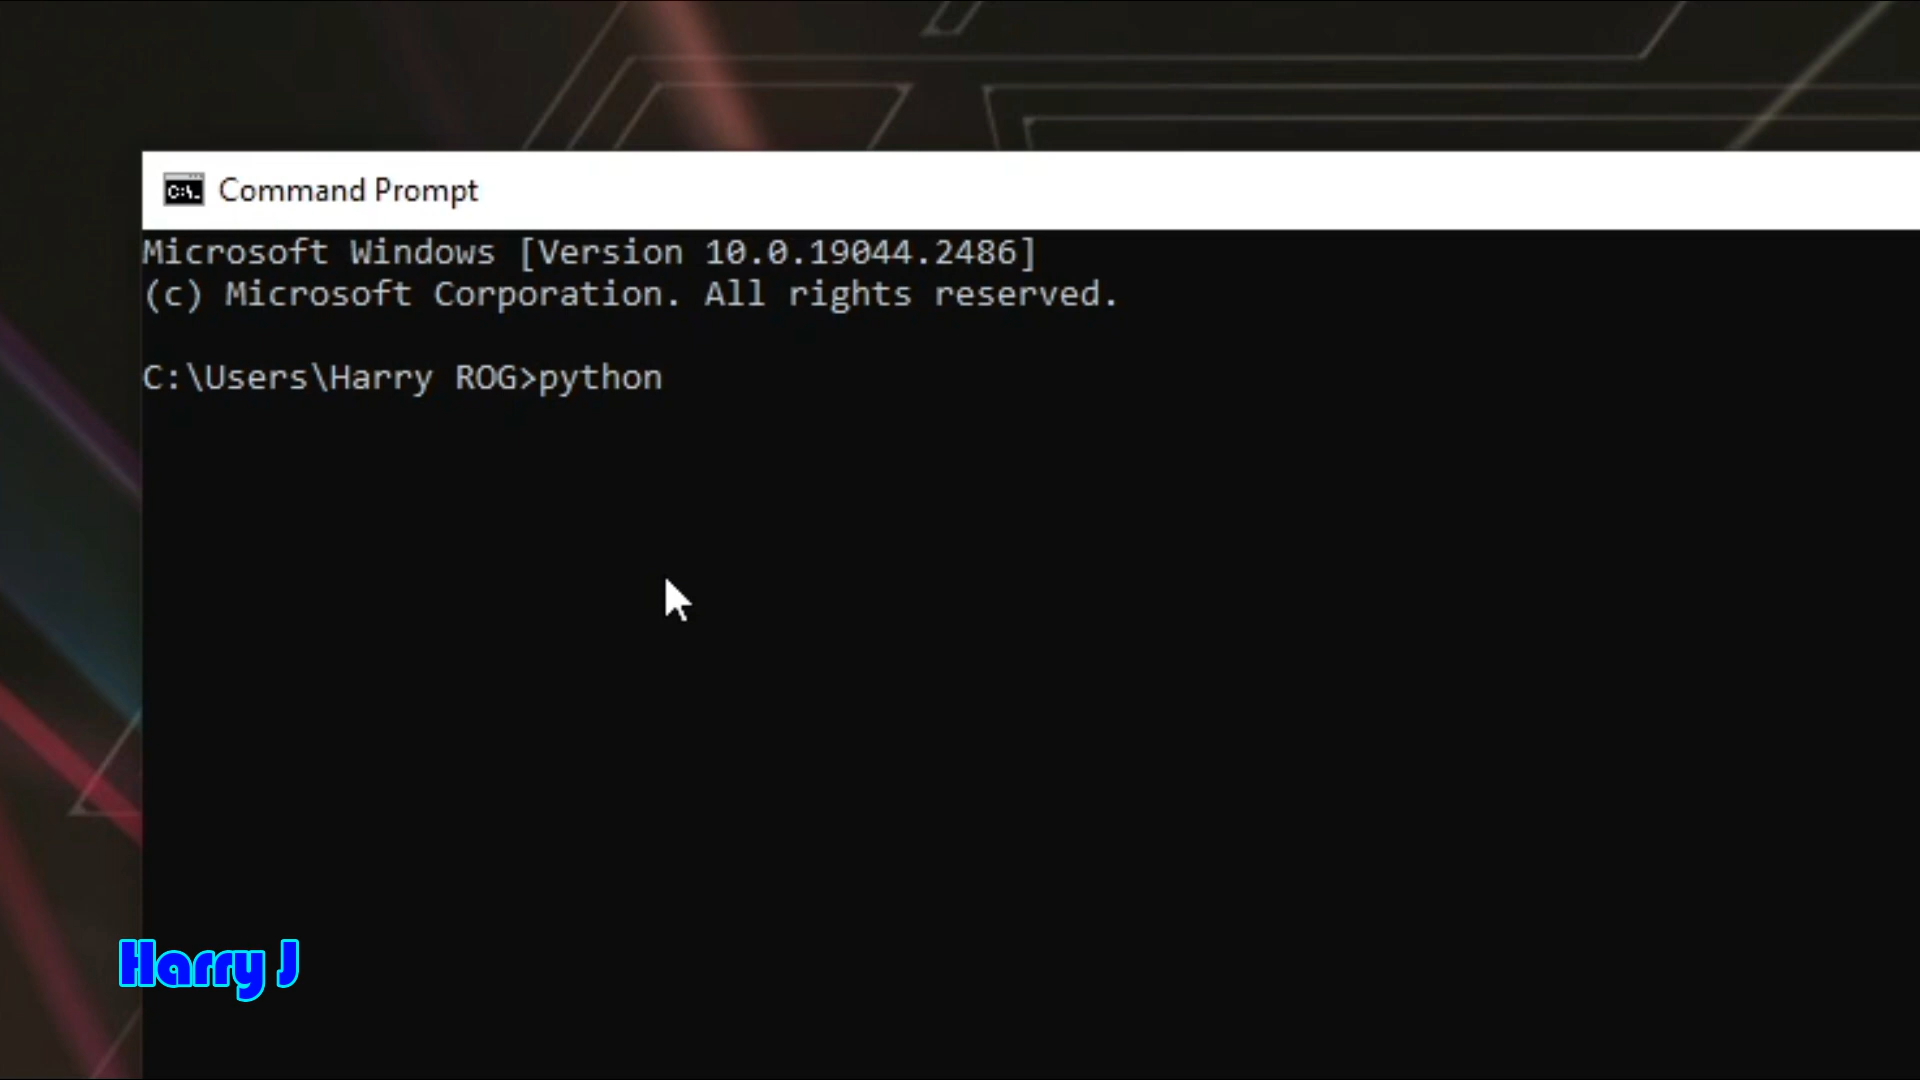 C:\.
Command Prompt
Microsoft Windows [Version 10.0.19044.2486]
(c) Microsoft Corporation. All rights reserved.
C:\Users\Harry ROG>python
Harry J